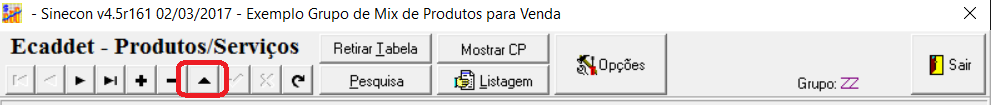 - Sinecon v4.5r161 02/03/2017 - Exemplo Grupo de Mix de Produtos para Venda
Ecaddet - Produtos/Serviços
Retirar Tabela
Mostrar CP
Opções
Sair
Pesquisa
Listagem
Grupo: ZZ